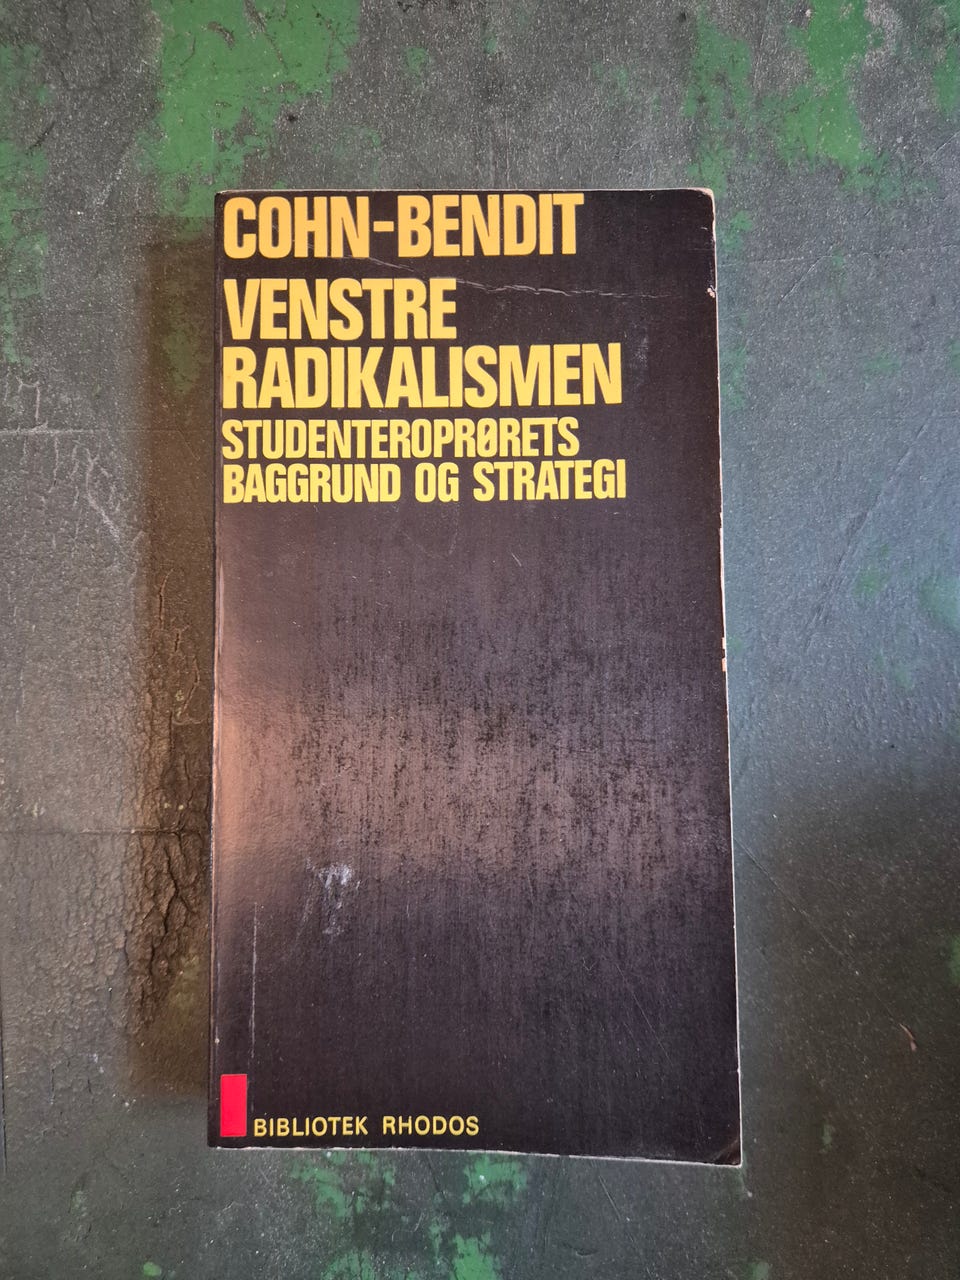 COHN-BENDIT
VENSTRE
RADIKALISMEN
STUDENTEROPRØRETS
BAGGRUND OG STRATEGI
BIBLIOTEK RHODOS